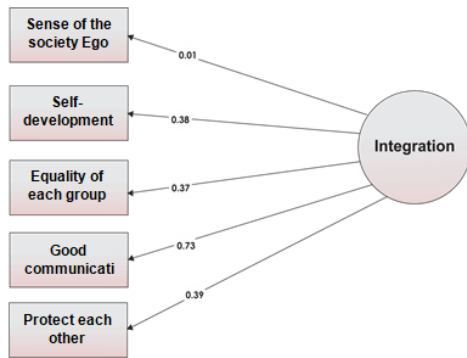 Sense of the
society Ego
0.01
Self-
development
0.38
Integration
Equality of
each group
0.37
Good
communicati
0.73
Protect each
other
0.39